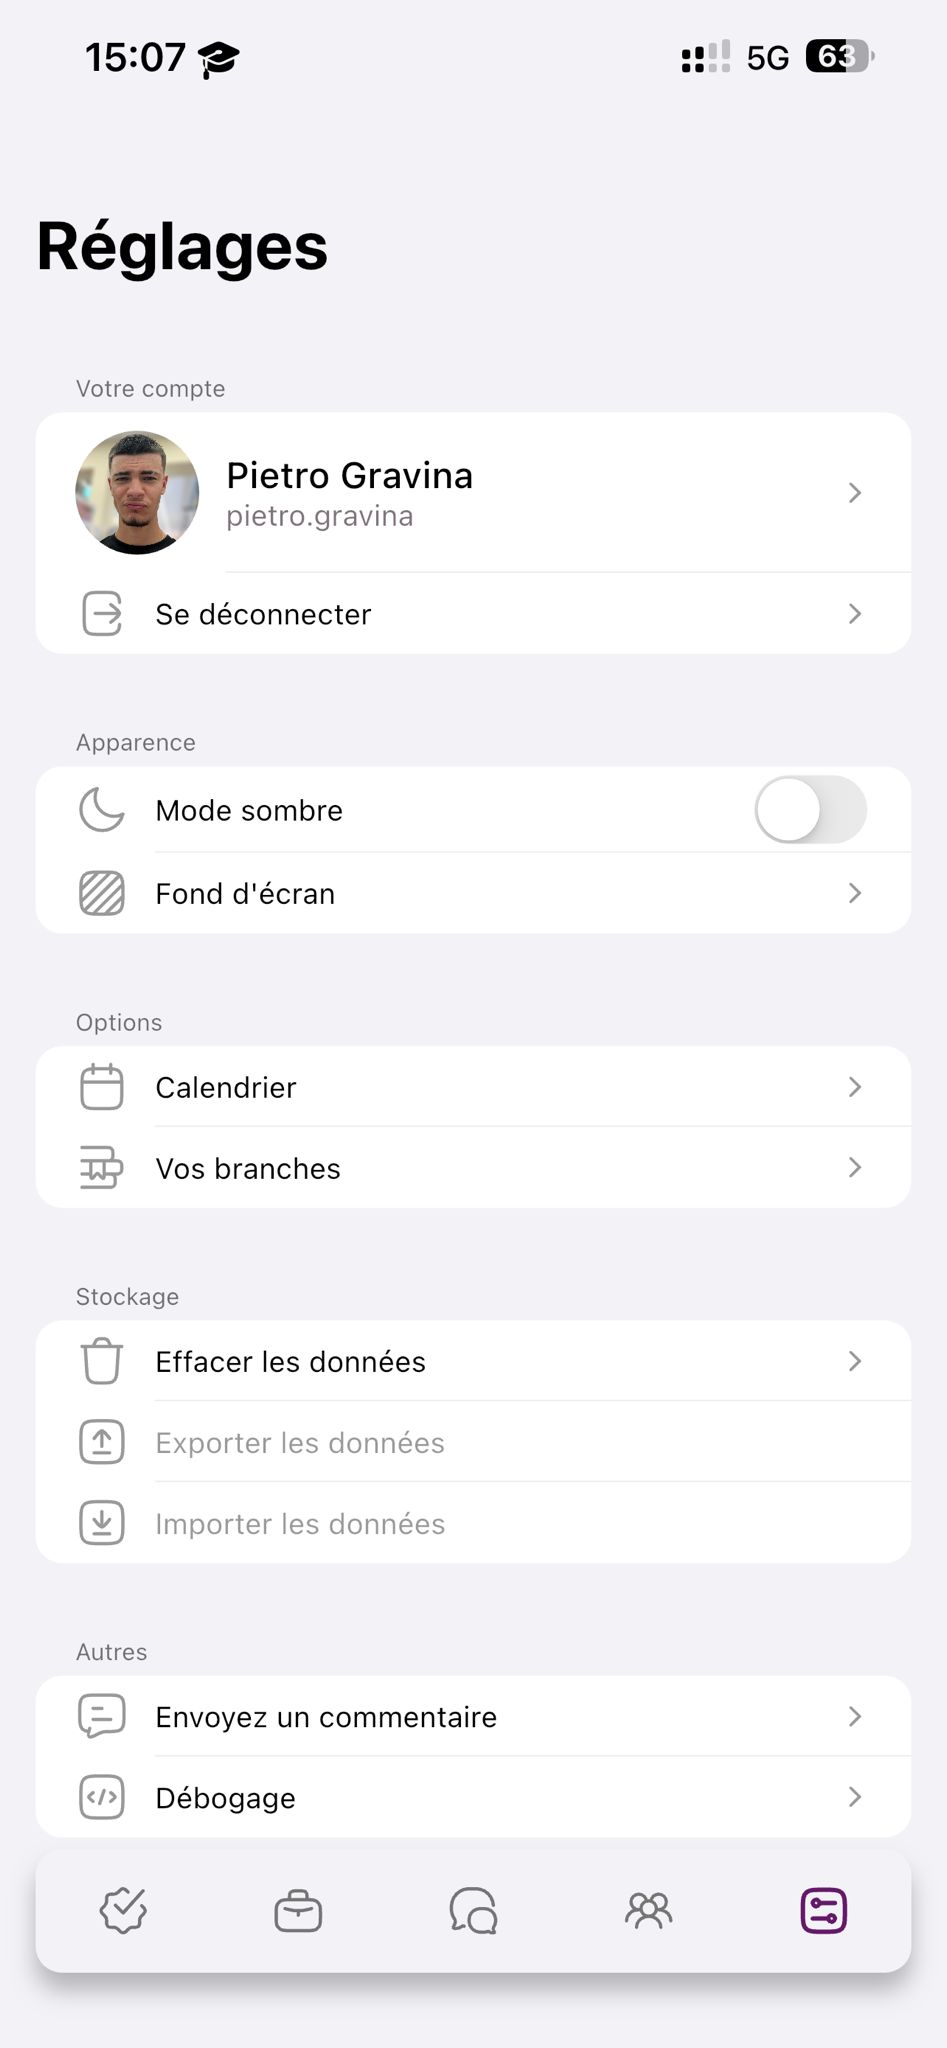 15:07
5G 63
Réglages
Votre compte
Pietro Gravina
pietro.gravina
Se déconnecter
Apparence
Mode sombre
Fond d'écran
Options
Calendrier
Vos branches
Stockage
Effacer les données
Exporter les données
Importer les données
Autres
Envoyez un commentaire
Débogage